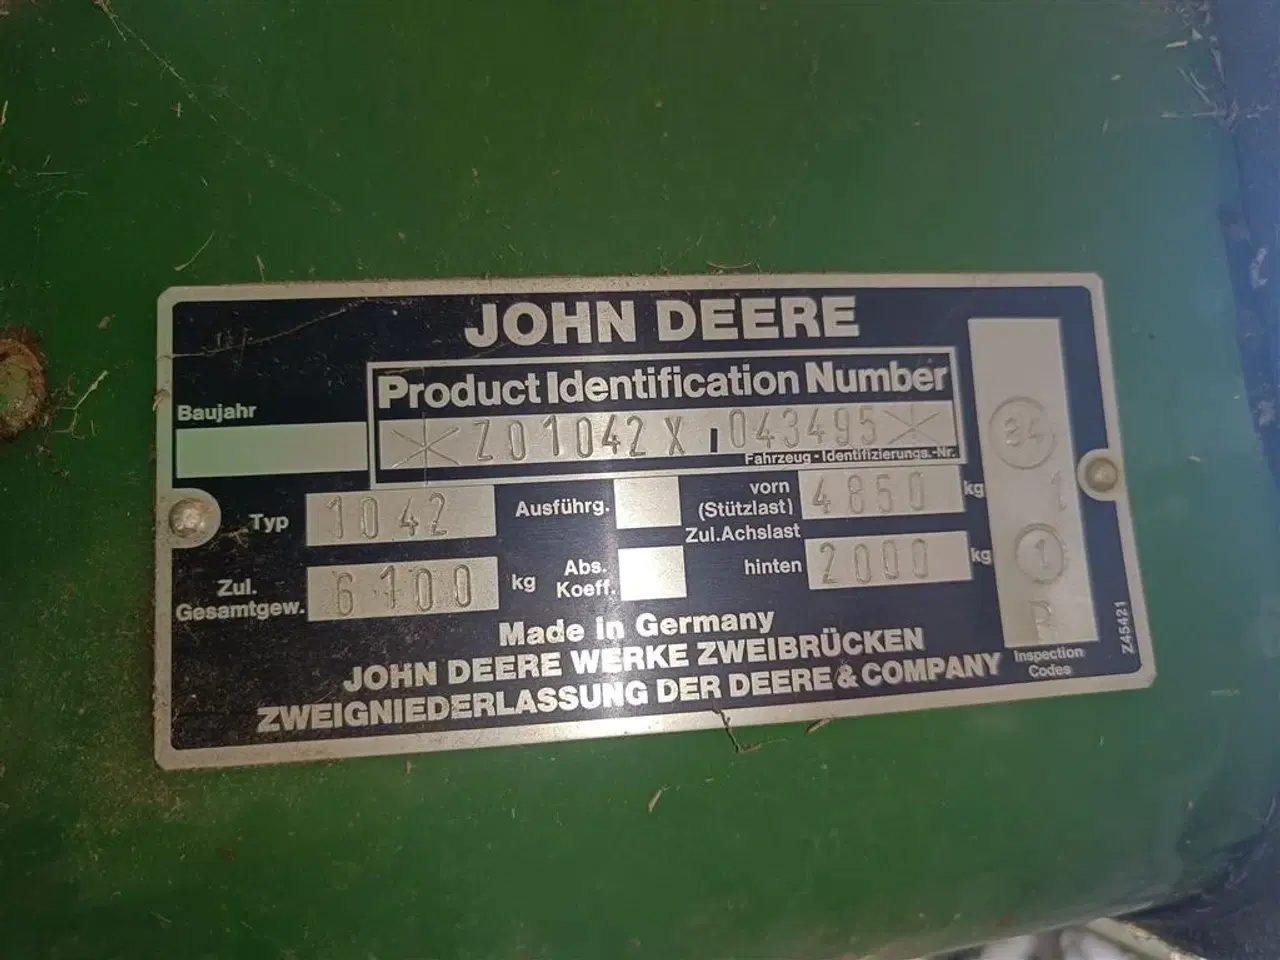 JOHN DEERE
Product Identification Number
*Z01042X 043495*
Fahrzeug-Identifizierungs.-Nr.
Baujahr
Typ 1042
Ausführg.
vorn
(Stützlast) 4850 kg
Zul.Achslast
hinten 2000 kg
Zul.
Gesamtgew. 6100 kg
Abs.
Koeff.
Made in Germany
JOHN DEERE WERKE ZWEIBRÜCKEN
ZWEIGNIEDERLASSUNG DER DEERE & COMPANY
84
1
1
Inspection
Codes
Z45421